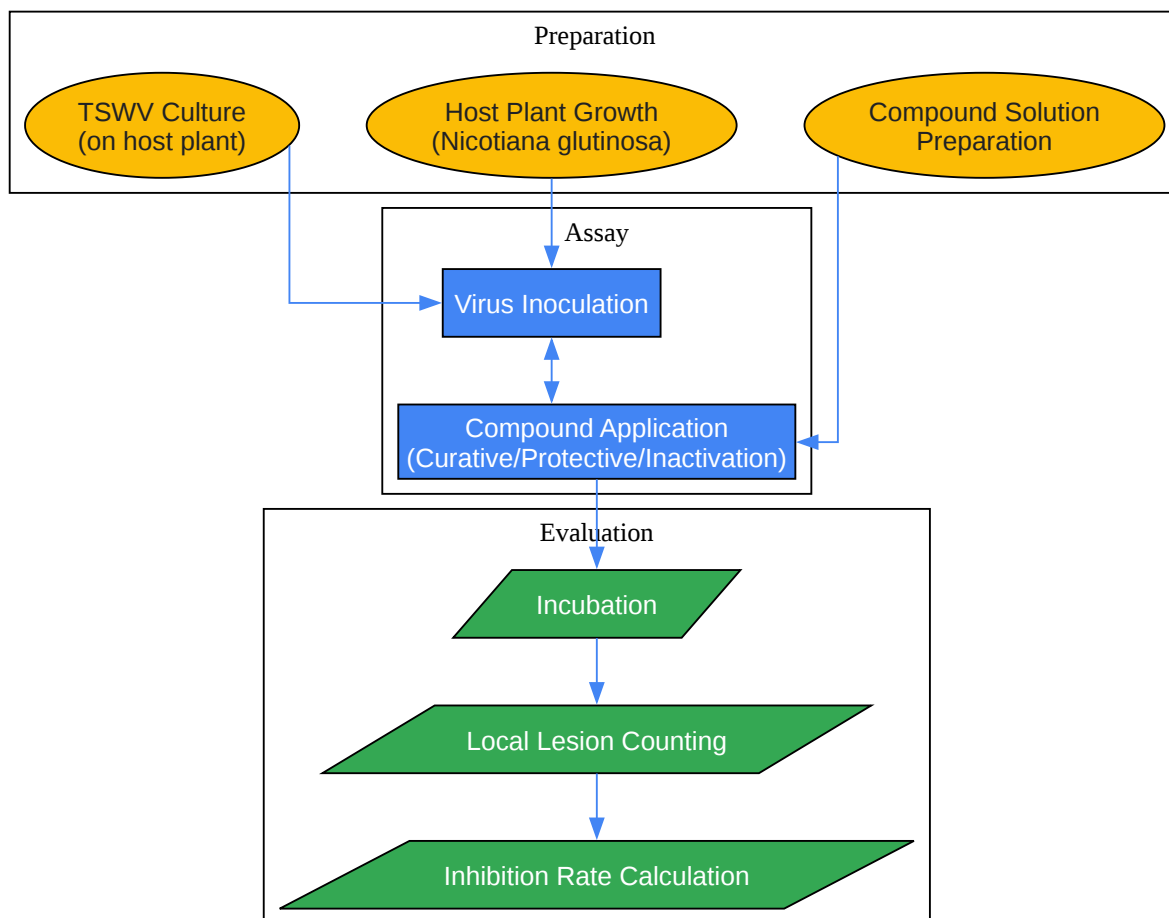 Preparation
TSWV Culture
(on host plant)
Host Plant Growth
(Nicotiana glutinosa)
Compound Solution
Preparation
Assay
Virus Inoculation
Compound Application
(Curative/Protective/Inactivation)
Evaluation
Incubation
Local Lesion Counting
Inhibition Rate Calculation